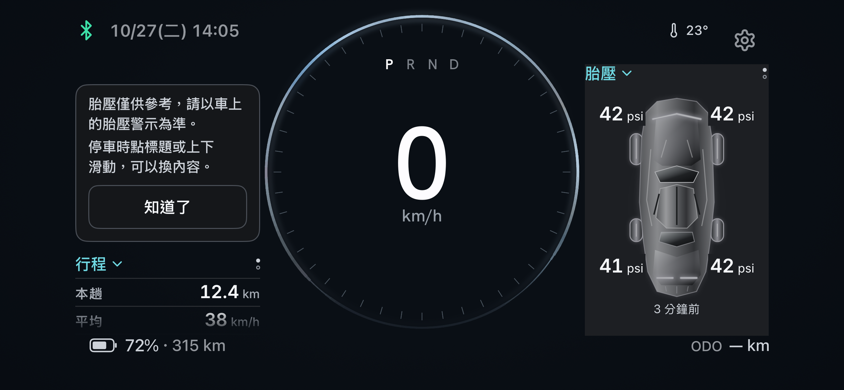 10/27(二) 14:05
23°
P R N D
0
km/h
胎壓僅供參考，請以車上
的胎壓警示為準。
停車時點標題或上下
滑動，可以換內容。
知道了
行程
本趟 12.4 km
平均 38 km/h
72% · 315 km
胎壓
42 psi 42 psi
41 psi 42 psi
3 分鐘前
ODO — km